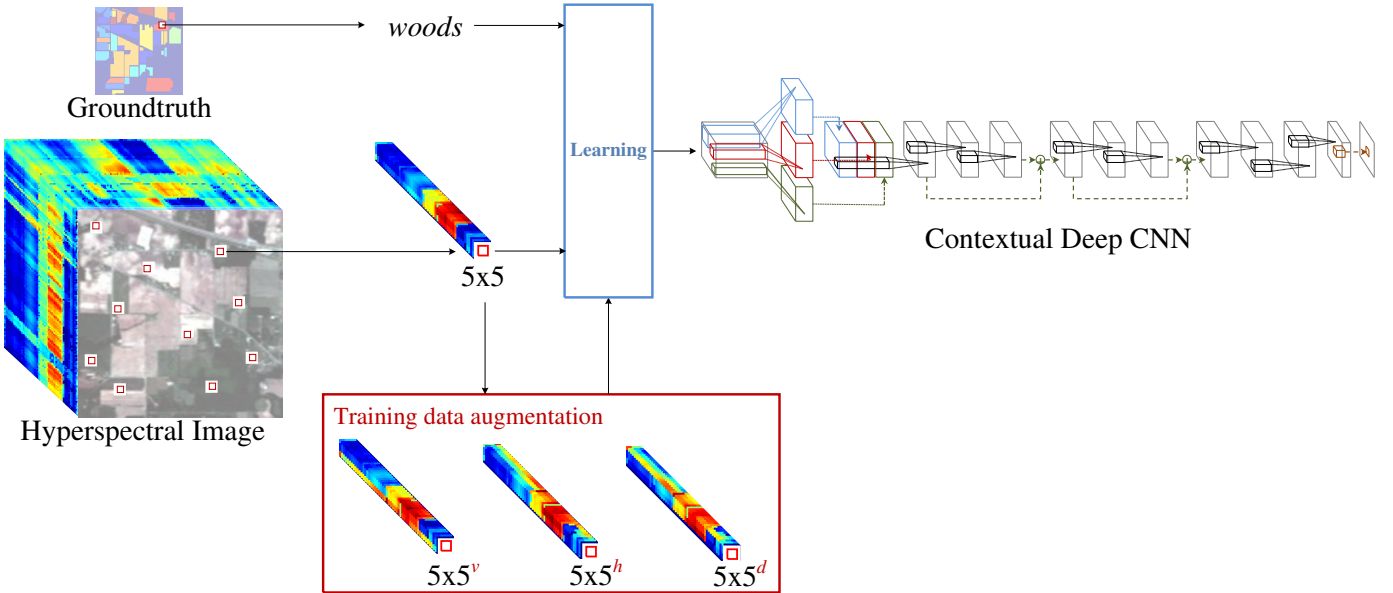 woods
Groundtruth
Learning
5x5
Contextual Deep CNN
Hyperspectral Image
Training data augmentation
5x5ᵛ
5x5ʰ
5x5ᵈ